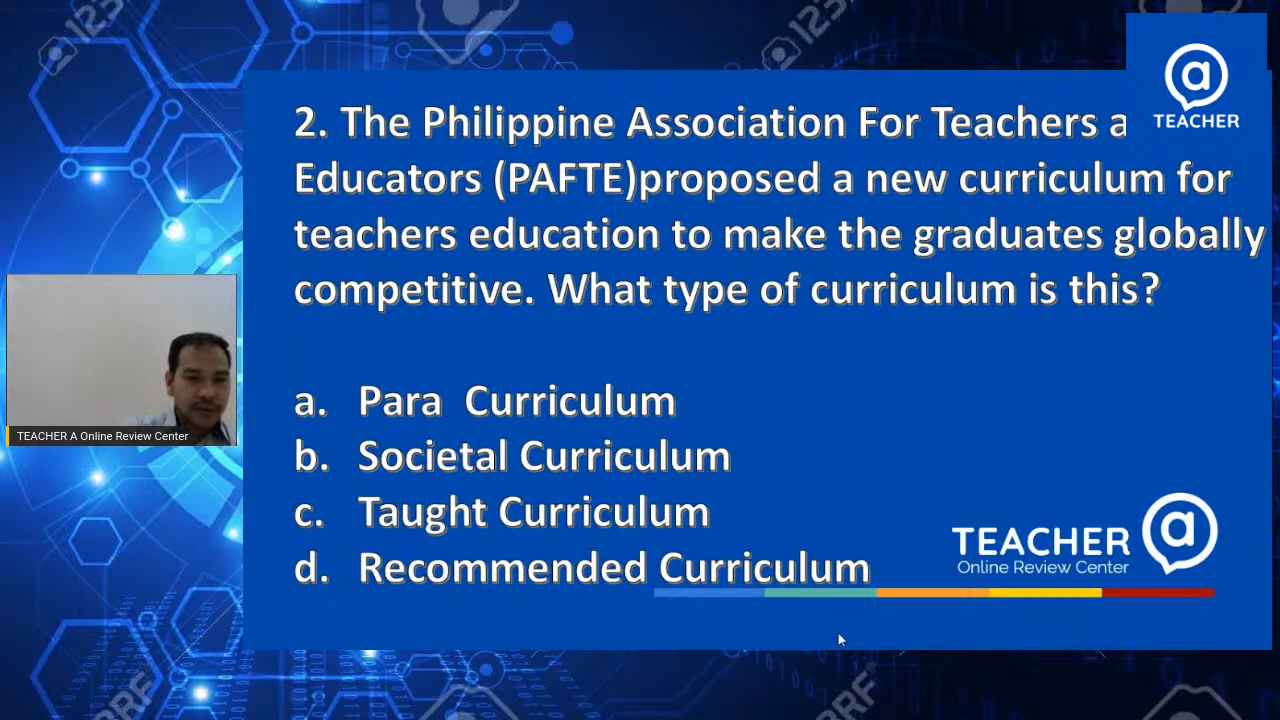 2. The Philippine Association For Teachers a
Educators (PAFTE)proposed a new curriculum for
teachers education to make the graduates globally
competitive. What type of curriculum is this?
a. Para Curriculum
b. Societal Curriculum
c. Taught Curriculum
d. Recommended Curriculum
TEACHER
TEACHER A Online Review Center
TEACHER a
Online Review Center
123RF